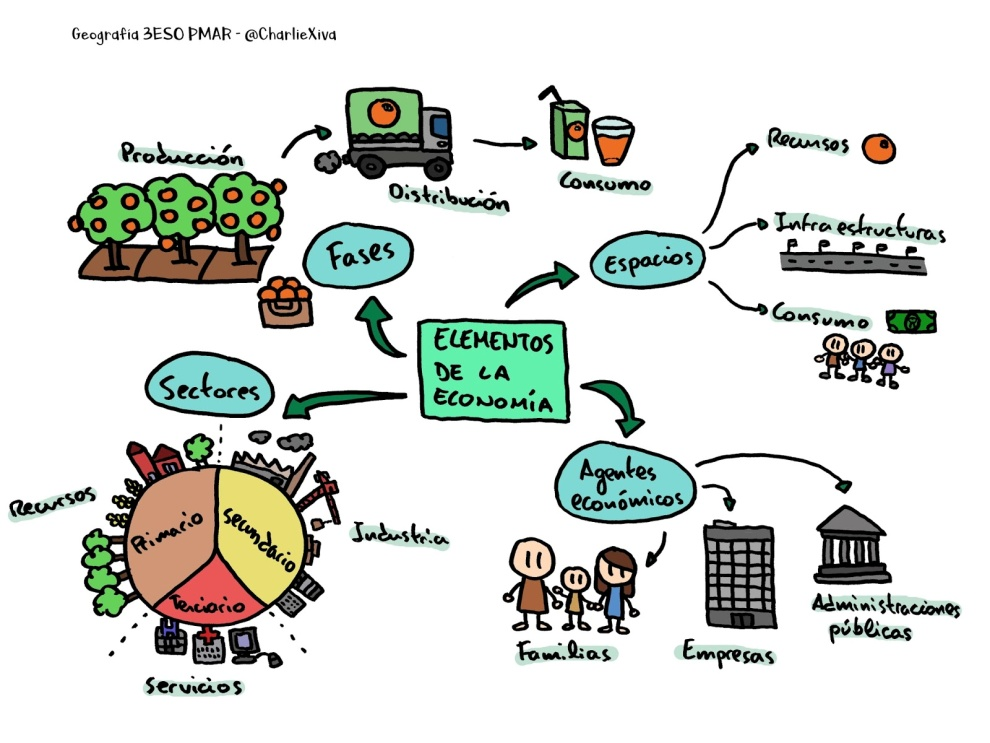 Geografia 3ESO PMAR - @CharlieXiva
Producción
Distribución
Consumo
Fases
Espacios
Recursos
Infraestructuras
Consumo
ELEMENTOS
DE LA
ECONOMÍA
Sectores
Recursos
Primario
Secundario
Terciario
Industria
Servicios
Agentes
económicos
Familias
Empresas
Administraciones
públicas